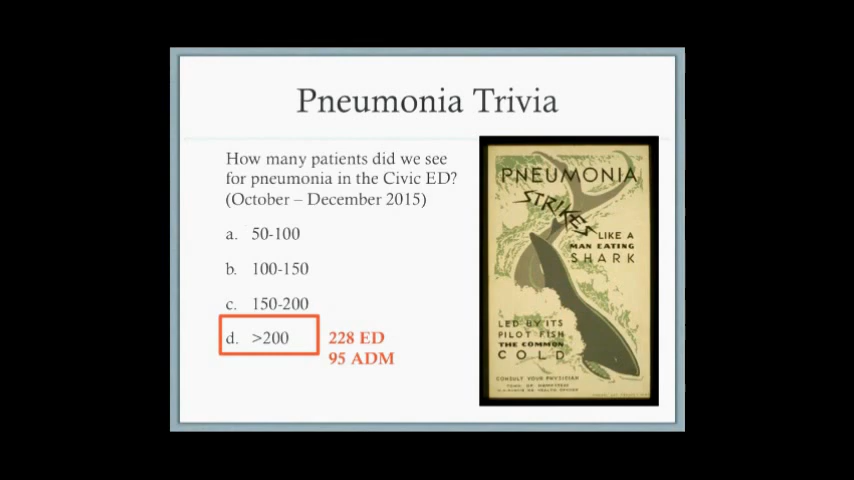 Pneumonia Trivia
How many patients did we see
for pneumonia in the Civic ED?
(October – December 2015)
a. 50-100
b. 100-150
c. 150-200
d. >200
228 ED
95 ADM
PNEUMONIA
STRIKES
LIKE A
MAN EATING
SHARK
LED BY ITS
PILOT FISH
THE COMMON
COLD
CONSULT YOUR PHYSICIAN